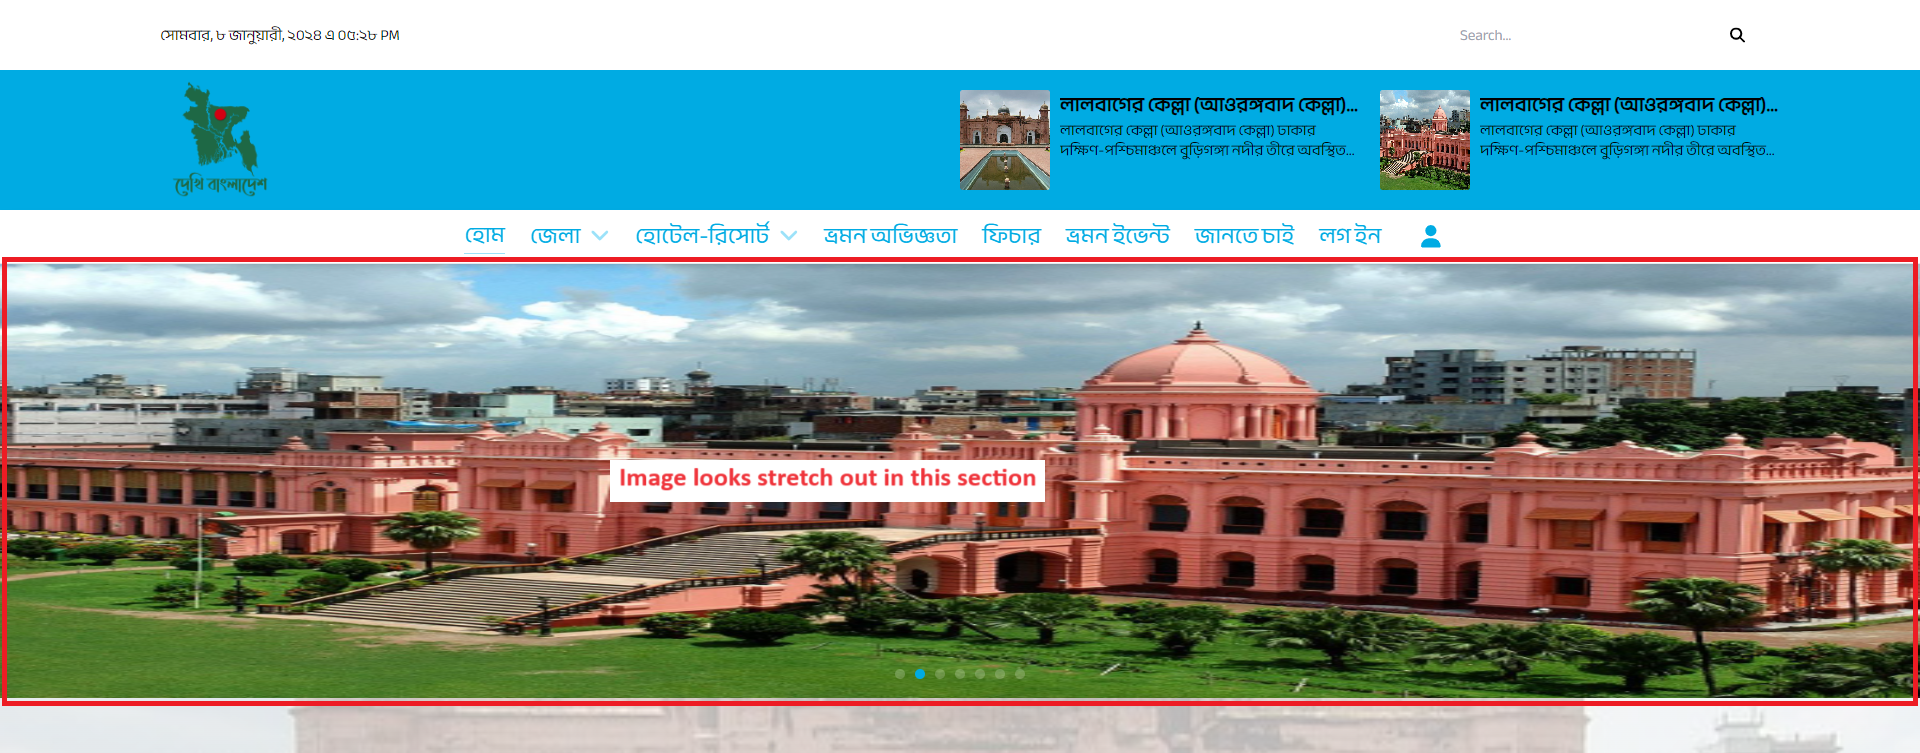 সোমবার, ৮ জানুয়ারী, ২০২৪ এ ০৫:২৮ PM
Search...
দেখি বাংলাদেশ
লালবাগের কেল্লা (আওরঙ্গবাদ কেল্লা)...
লালবাগের কেল্লা (আওরঙ্গবাদ কেল্লা) ঢাকার
দক্ষিণ-পশ্চিমাঞ্চলে বুড়িগঙ্গা নদীর তীরে অবস্থিত...
লালবাগের কেল্লা (আওরঙ্গবাদ কেল্লা)...
লালবাগের কেল্লা (আওরঙ্গবাদ কেল্লা) ঢাকার
দক্ষিণ-পশ্চিমাঞ্চলে বুড়িগঙ্গা নদীর তীরে অবস্থিত...
হোম জেলা হোটেল-রিসোর্ট ভ্রমন অভিজ্ঞতা ফিচার ভ্রমন ইভেন্ট জানতে চাই লগ ইন
Image looks stretch out in this section